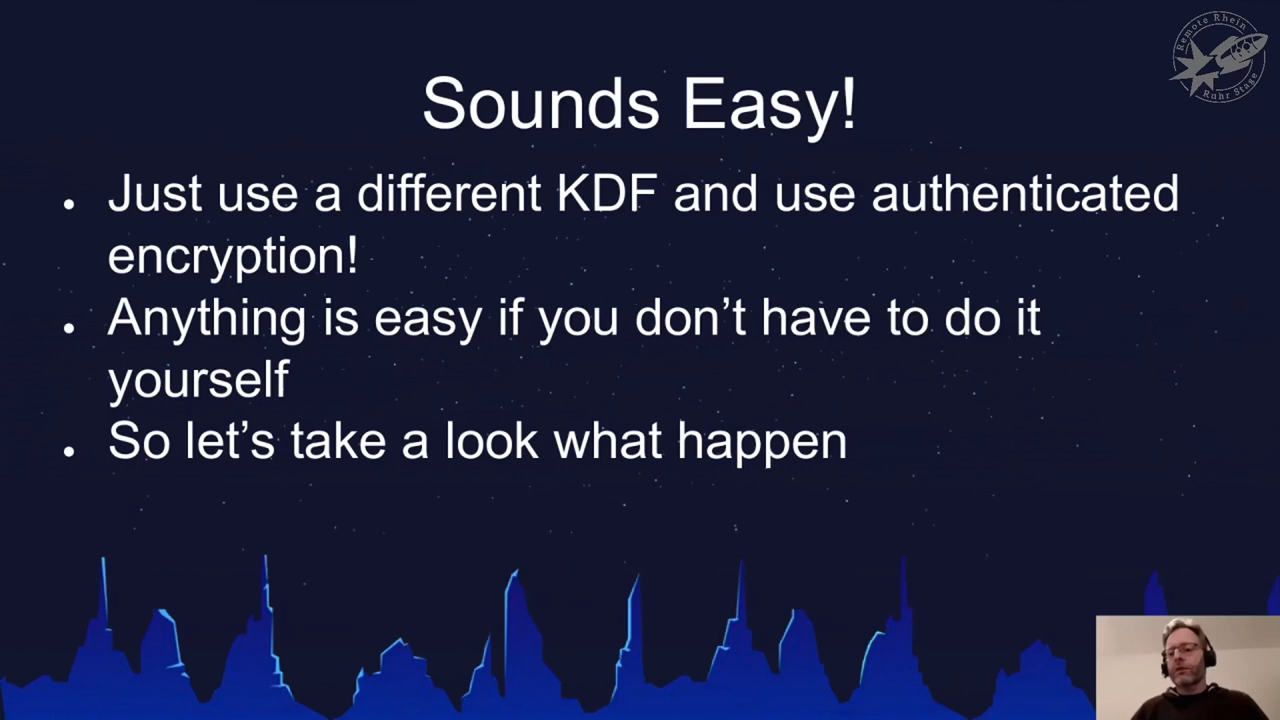 Remote Rhein
Ruhr Stage
Sounds Easy!
Just use a different KDF and use authenticated
encryption!
Anything is easy if you don’t have to do it
yourself
So let’s take a look what happen